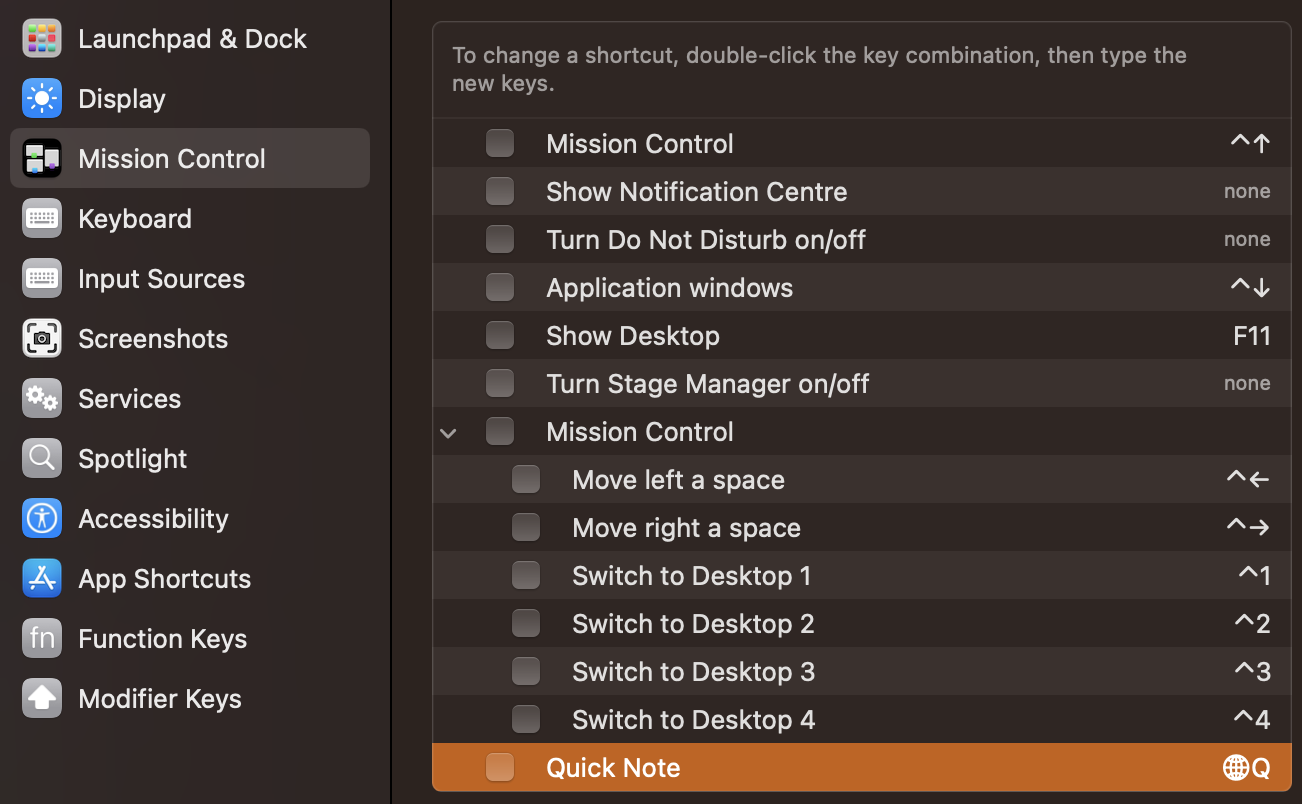 Launchpad & Dock
Display
Mission Control
Keyboard
Input Sources
Screenshots
Services
Spotlight
Accessibility
App Shortcuts
fn Function Keys
Modifier Keys
To change a shortcut, double-click the key combination, then type the
new keys.
Mission Control ^↑
Show Notification Centre none
Turn Do Not Disturb on/off none
Application windows ^↓
Show Desktop F11
Turn Stage Manager on/off none
Mission Control
Move left a space ^←
Move right a space ^→
Switch to Desktop 1 ^1
Switch to Desktop 2 ^2
Switch to Desktop 3 ^3
Switch to Desktop 4 ^4
Quick Note 🌐Q